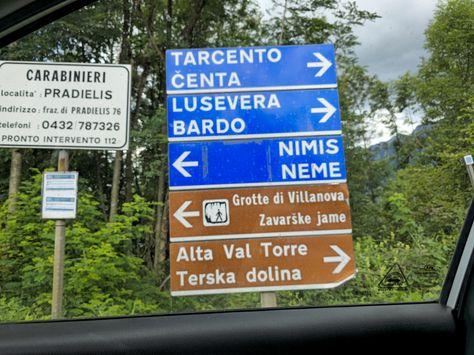 CARABINIERI
località: PRADIELIS
indirizzo: fraz. di PRADIELIS 76
telefoni : 0432/787326
PRONTO INTERVENTO 112
TARCENTO
ČENTA
LUSEVERA
BARDO
NIMIS
NEME
Grotte di Villanova
Zavarške jame
Alta Val Torre
Terska dolina